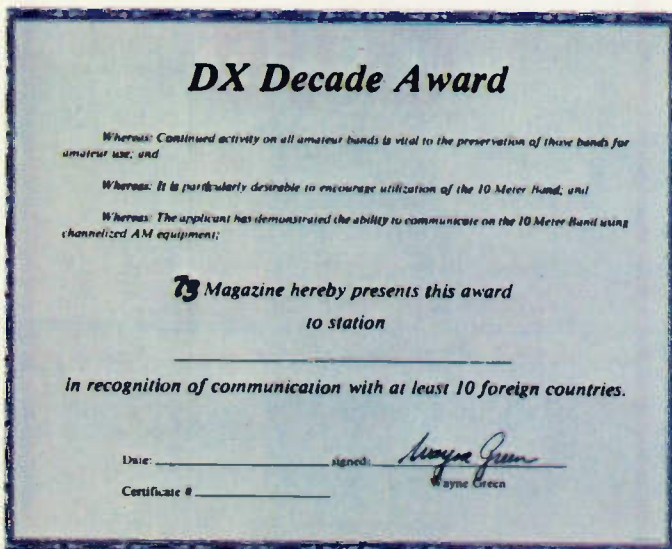 DX Decade Award
Whereas: Continued activity on all amateur bands is vital to the preservation of those bands for
amateur use; and
Whereas: It is particularly desirable to encourage utilization of the 10 Meter Band; and
Whereas: The applicant has demonstrated the ability to communicate on the 10 Meter Band using
channelized AM equipment;
73 Magazine hereby presents this award
to station
in recognition of communication with at least 10 foreign countries.
Date: signed: Wayne Green
Wayne Green
Certificate #